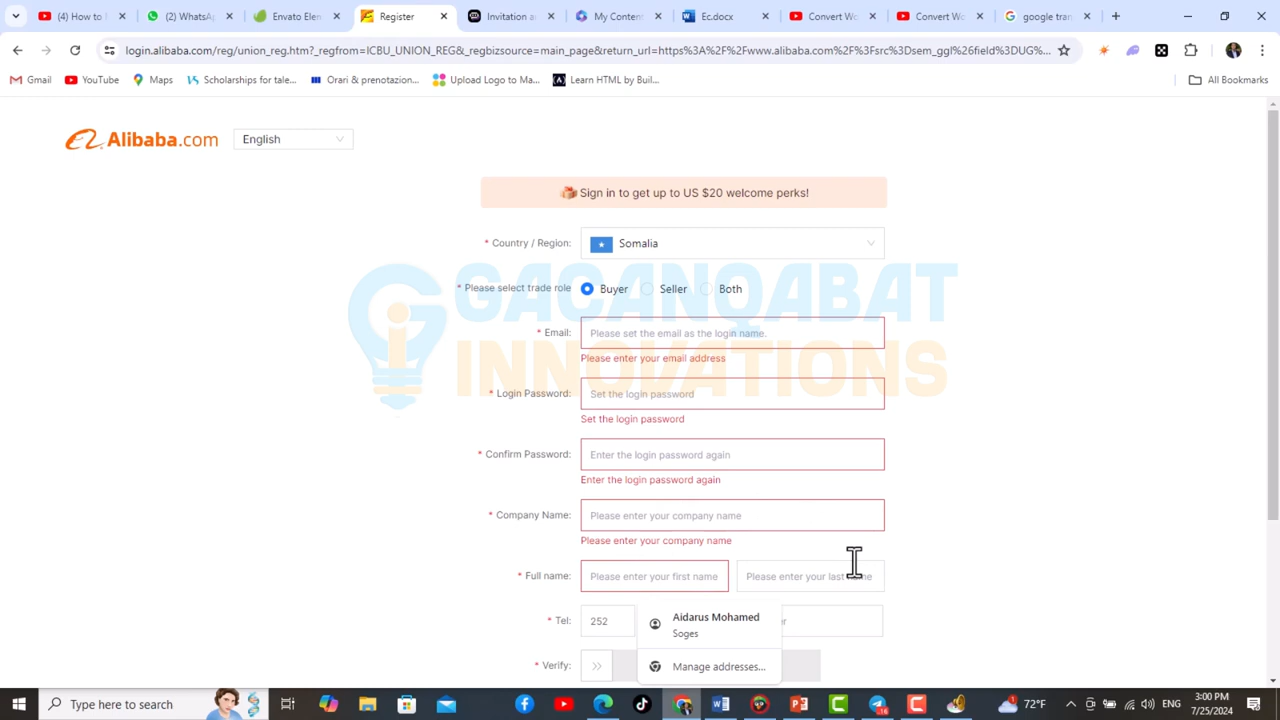 (4) How t
(2) WhatsA
Envato Elen
Register
Invitation a
My Content
Ec.docx
Convert Wo
Convert Wo
google tran
login.alibaba.com/reg/union_reg.htm?_regfrom=ICBU_UNION_REG&_regbizsource=main_page&return_url=https%3A%2F%2Fwww.alibaba.com%2F%3Fsrc%3Dsem_ggl%26field%3DUG%...
Gmail
YouTube
Maps
Scholarships for tale...
Orari & prenotazion...
Upload Logo to Ma...
Learn HTML by Buil...
All Bookmarks
Alibaba.com
English
Sign in to get up to US $20 welcome perks!
* Country / Region: Somalia
* Please select trade role Buyer Seller Both
GACANQABAT
INNOVATIONS
* Email: Please set the email as the login name.
Please enter your email address
* Login Password: Set the login password
Set the login password
* Confirm Password: Enter the login password again
Enter the login password again
* Company Name: Please enter your company name
Please enter your company name
* Full name: Please enter your first name Please enter your last name
* Tel: 252
Aidarus Mohamed
Soges
* Verify:
Manage addresses...
Type here to search
72°F
3:00 PM
7/25/2024